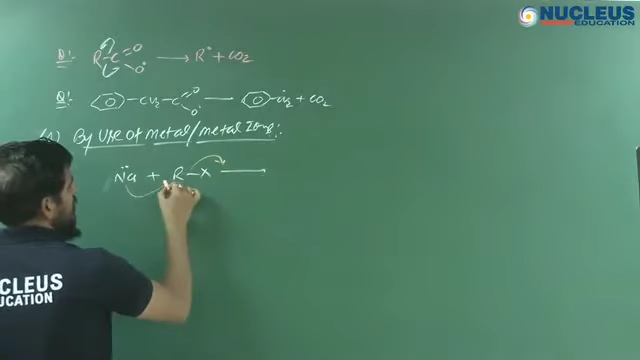 NUCLEUS
EDUCATION
Q: R-C=O O• → R• + CO2
Q: -CH2-C=O O• → -CH2 + CO2
(4) By use of metal/metal Ions:-
Na + R-X →
NUCLEUS
EDUCATION